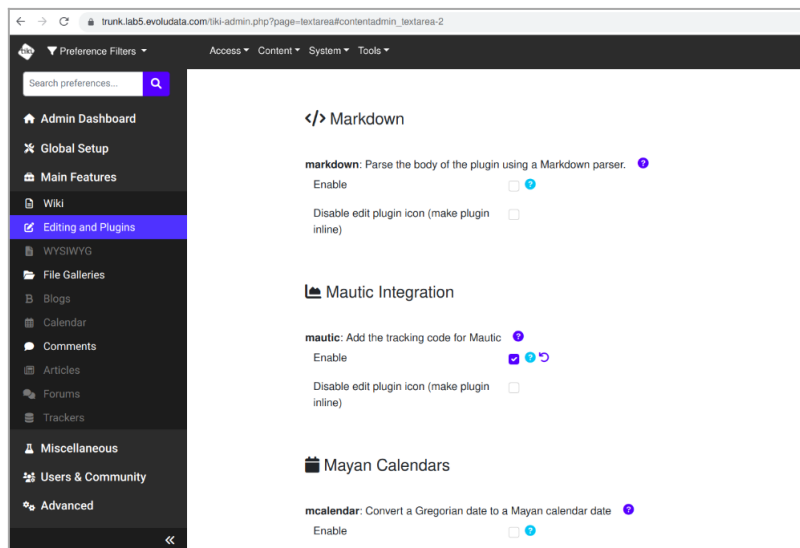 trunk.lab5.evoludata.com/tiki-admin.php?page=textarea#contentadmin_textarea-2
tiki Preference Filters Access Content System Tools
Search preferences...
Admin Dashboard
Global Setup
Main Features
Wiki
Editing and Plugins
WYSIWYG
File Galleries
Blogs
Calendar
Comments
Articles
Forums
Trackers
Miscellaneous
Users & Community
Advanced
«
</> Markdown
markdown: Parse the body of the plugin using a Markdown parser. ?
Enable ?
Disable edit plugin icon (make plugin
inline)
Mautic Integration
mautic: Add the tracking code for Mautic ?
Enable ?
Disable edit plugin icon (make plugin
inline)
Mayan Calendars
mcalendar: Convert a Gregorian date to a Mayan calendar date ?
Enable ?